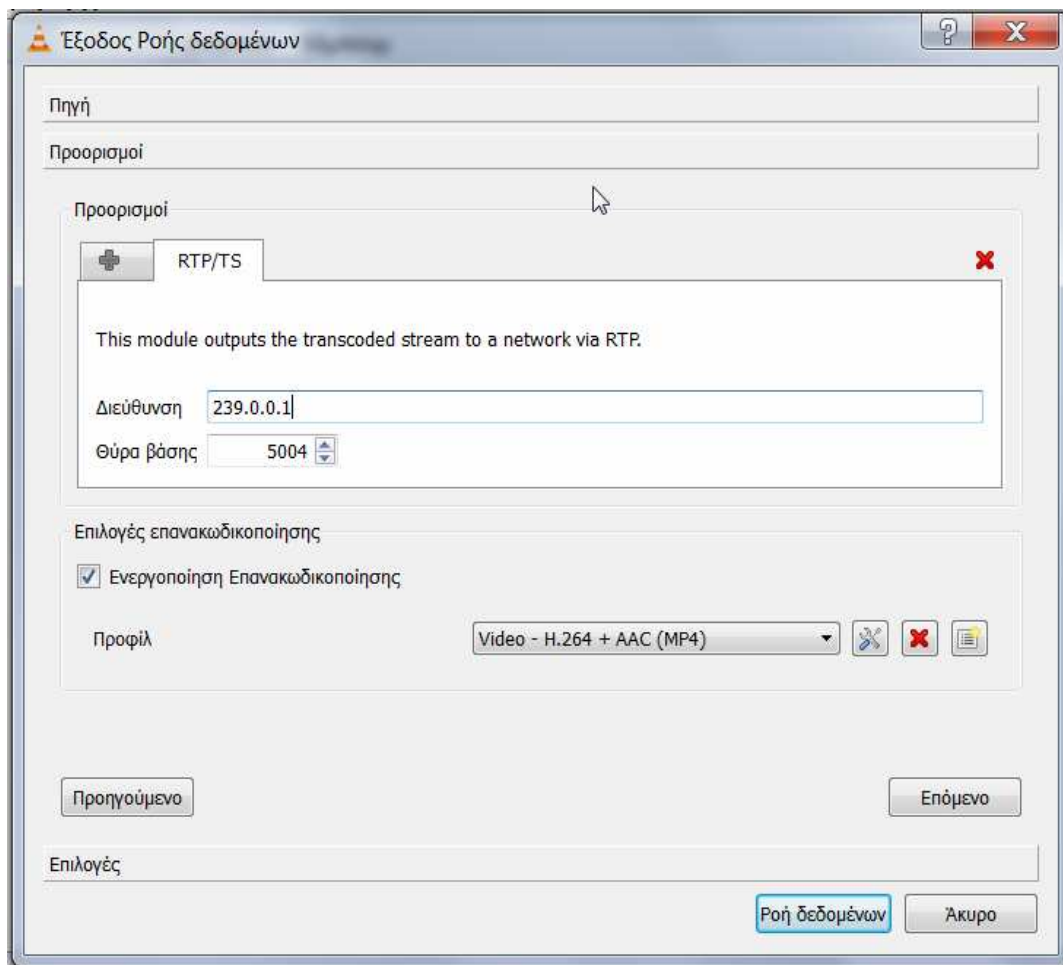 Έξοδος Ροής δεδομένων
Πηγή
Προορισμοί
Προορισμοί
RTP/TS
This module outputs the transcoded stream to a network via RTP.
Διεύθυνση 239.0.0.1
Θύρα βάσης 5004
Επιλογές επανακωδικοποίησης
Ενεργοποίηση Επανακωδικοποίησης
Προφίλ Video - H.264 + AAC (MP4)
Προηγούμενο Επόμενο
Επιλογές
Ροή δεδομένων Άκυρο